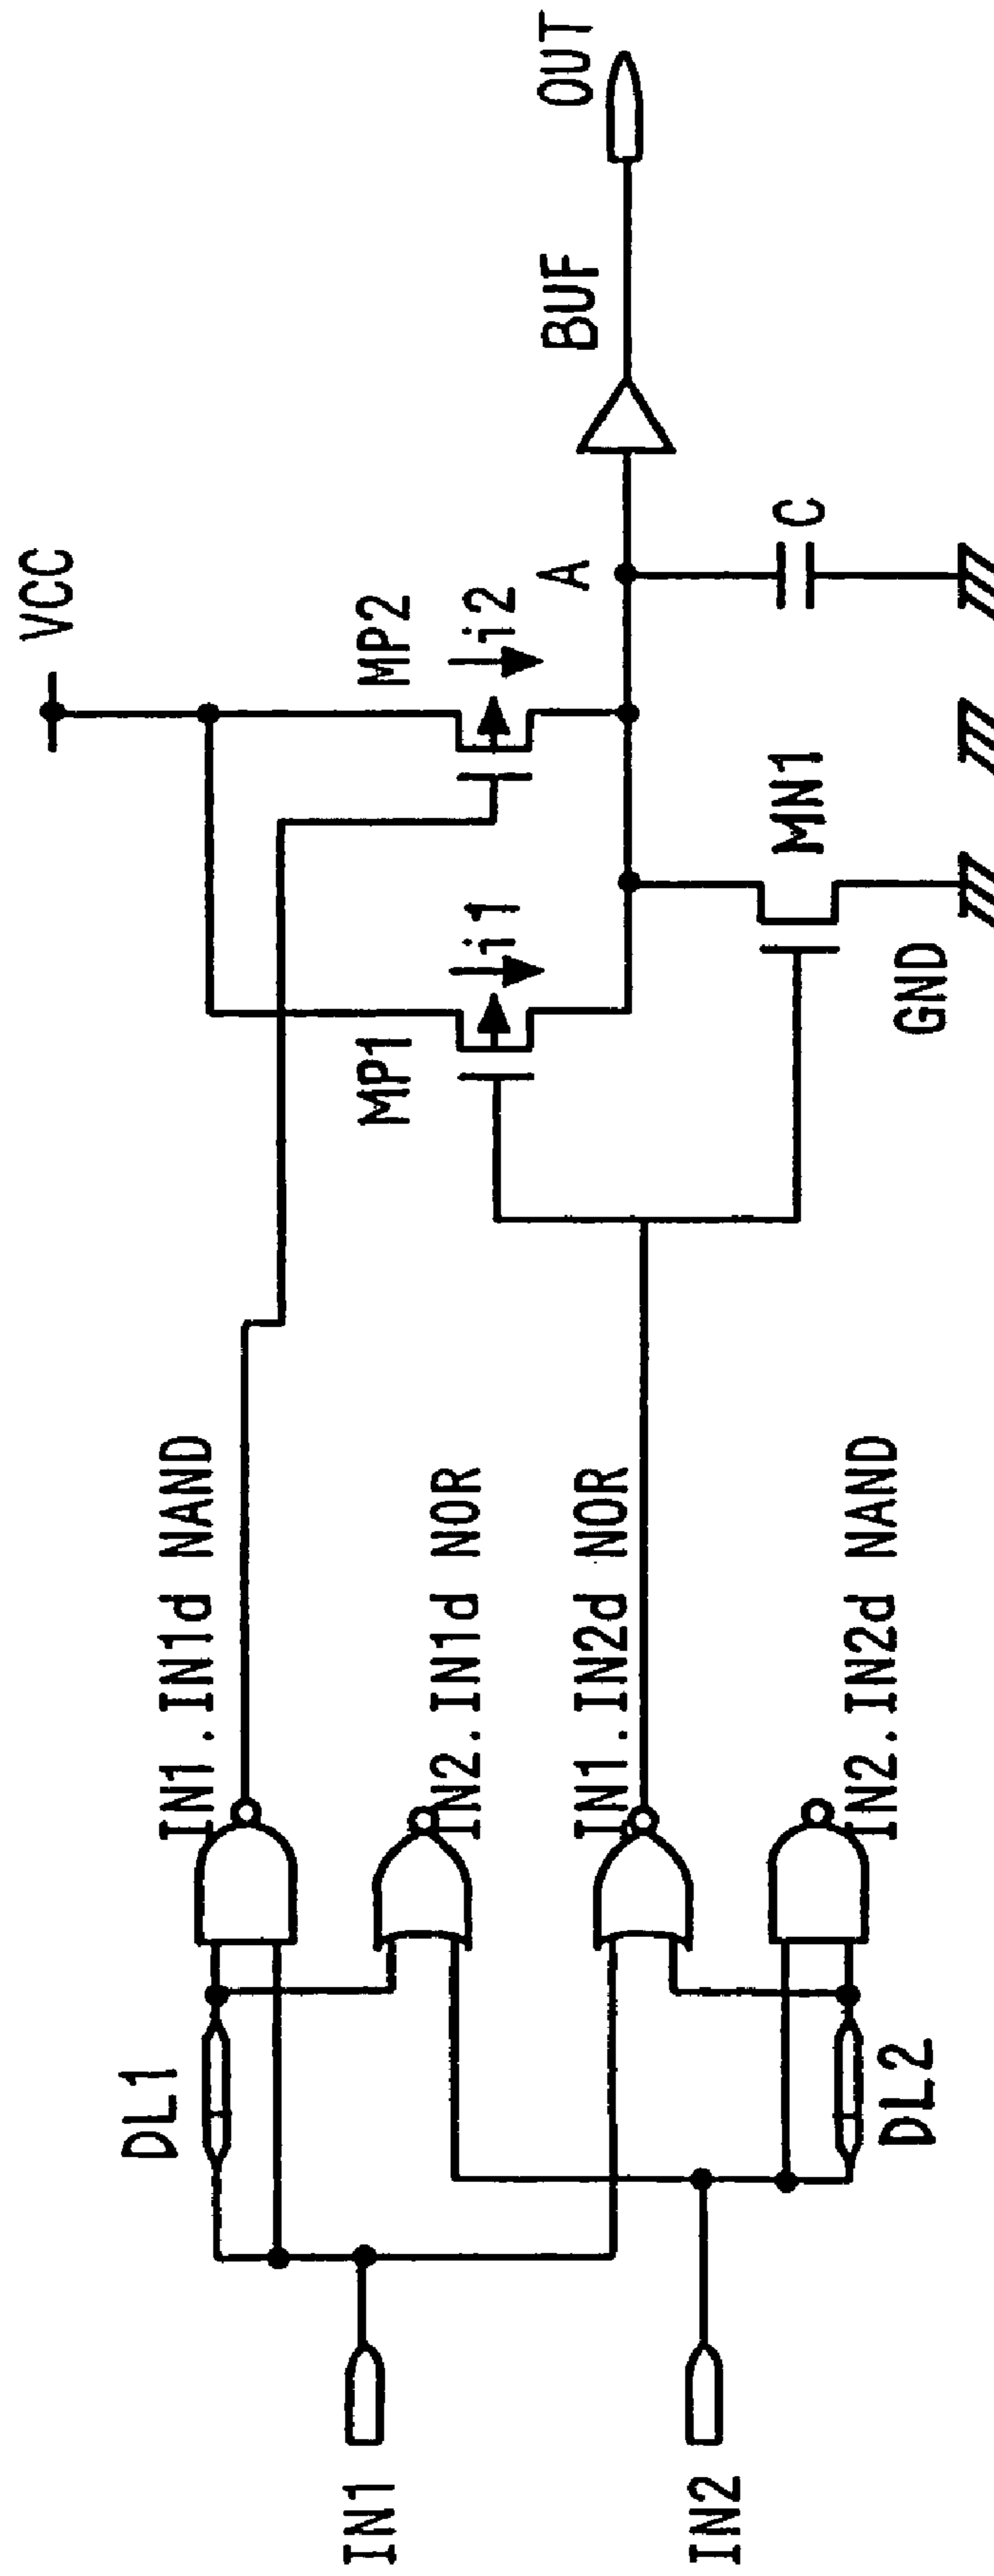 VCC
MP2
i2
MP1
i1
A
BUF
OUT
C
MN1
GND
IN1.IN1d NAND
IN2.IN1d NOR
IN1.IN2d NOR
IN2.IN2d NAND
DL1
DL2
IN1
IN2